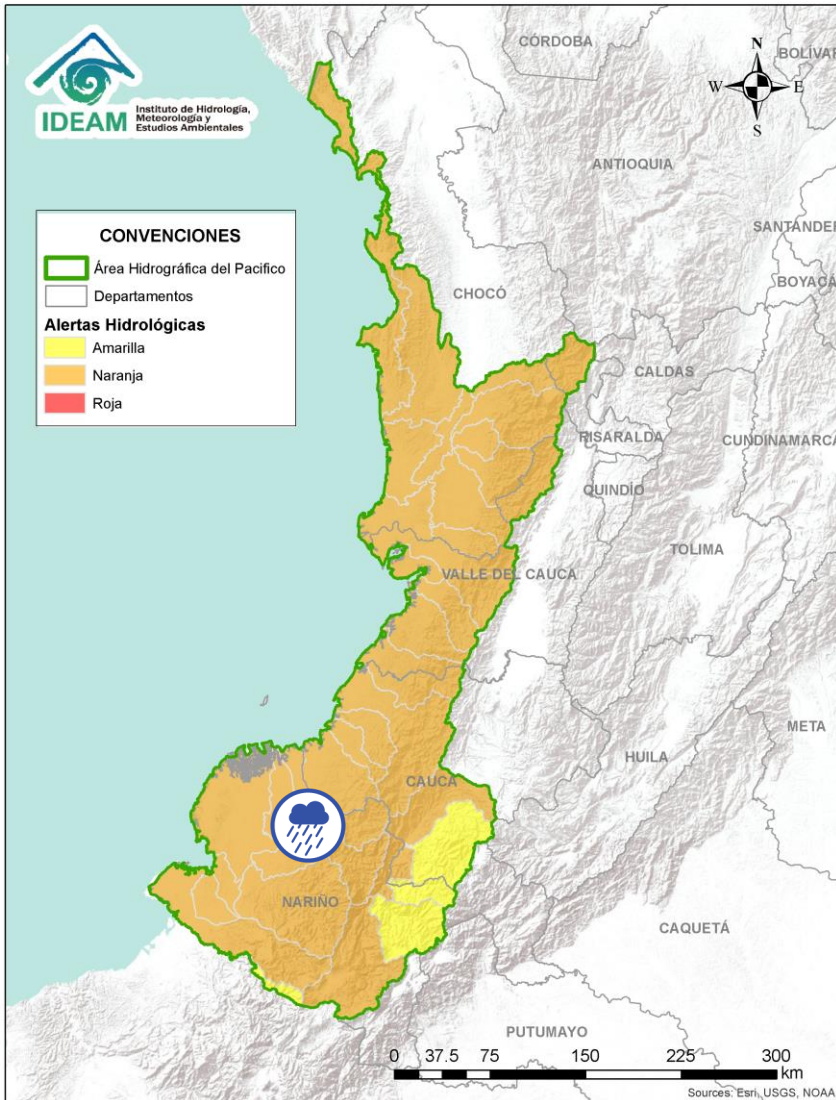 IDEAM
Instituto de Hidrología,
Meteorología y
Estudios Ambientales
N
W
E
S
CÓRDOBA
BOLÍVAR
ANTIOQUIA
SANTANDER
BOYACÁ
CONVENCIONES
Área Hidrográfica del Pacifico
Departamentos
Alertas Hidrológicas
Amarilla
Naranja
Roja
CHOCÓ
CALDAS
RISARALDA
CUNDINAMARCA
QUINDÍO
TOLIMA
VALLE DEL CAUCA
META
HUILA
CAUCA
NARIÑO
CAQUETÁ
PUTUMAYO
0 37.5 75 150 225 300
km
Sources: Esri, USGS, NOAA